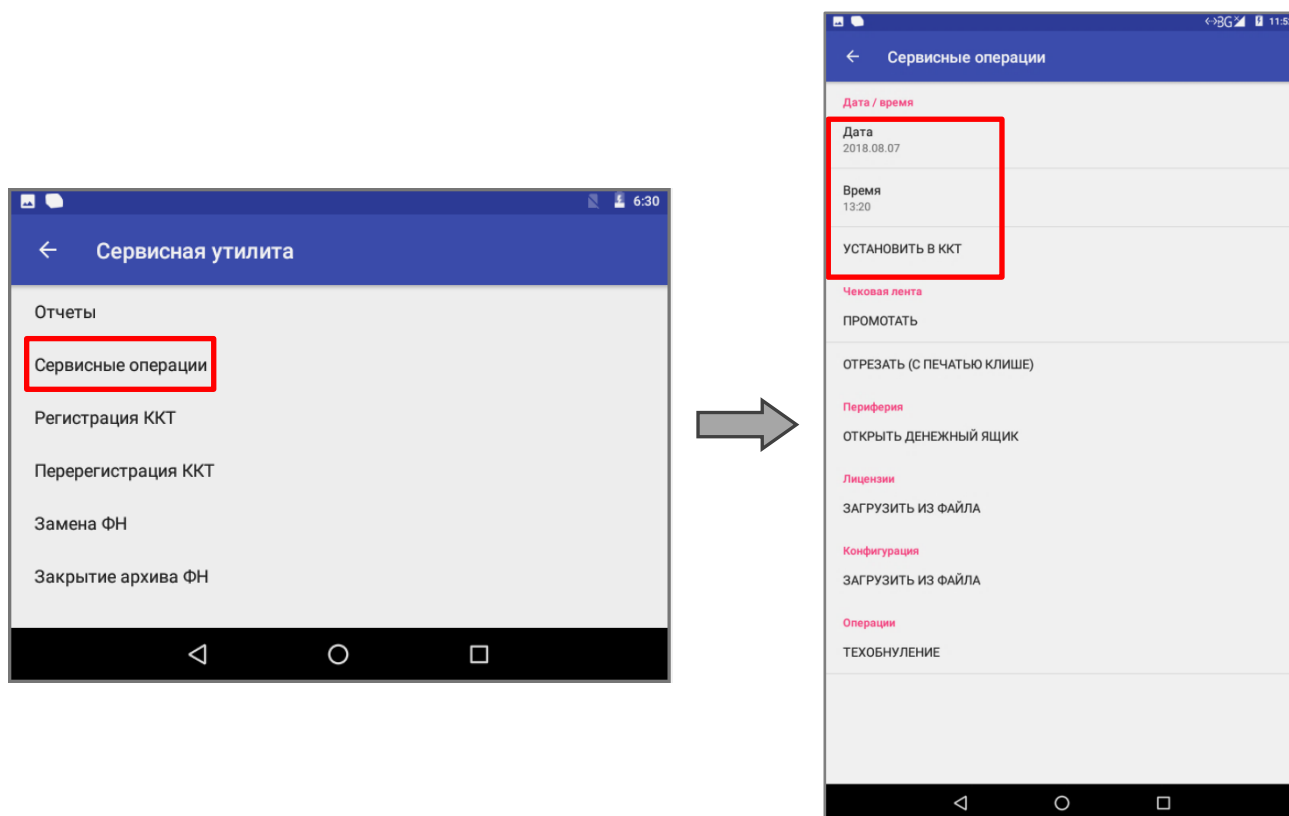 6:30
Сервисная утилита
Отчеты
Сервисные операции
Регистрация ККТ
Перерегистрация ККТ
Замена ФН
Закрытие архива ФН
3G
Сервисные операции
Дата / время
Дата
2018.08.07
Время
13:20
УСТАНОВИТЬ В ККТ
Чековая лента
ПРОМОТАТЬ
ОТРЕЗАТЬ (С ПЕЧАТЬЮ КЛИШЕ)
Периферия
ОТКРЫТЬ ДЕНЕЖНЫЙ ЯЩИК
Лицензии
ЗАГРУЗИТЬ ИЗ ФАЙЛА
Конфигурация
ЗАГРУЗИТЬ ИЗ ФАЙЛА
Операции
ТЕХОБНУЛЕНИЕ